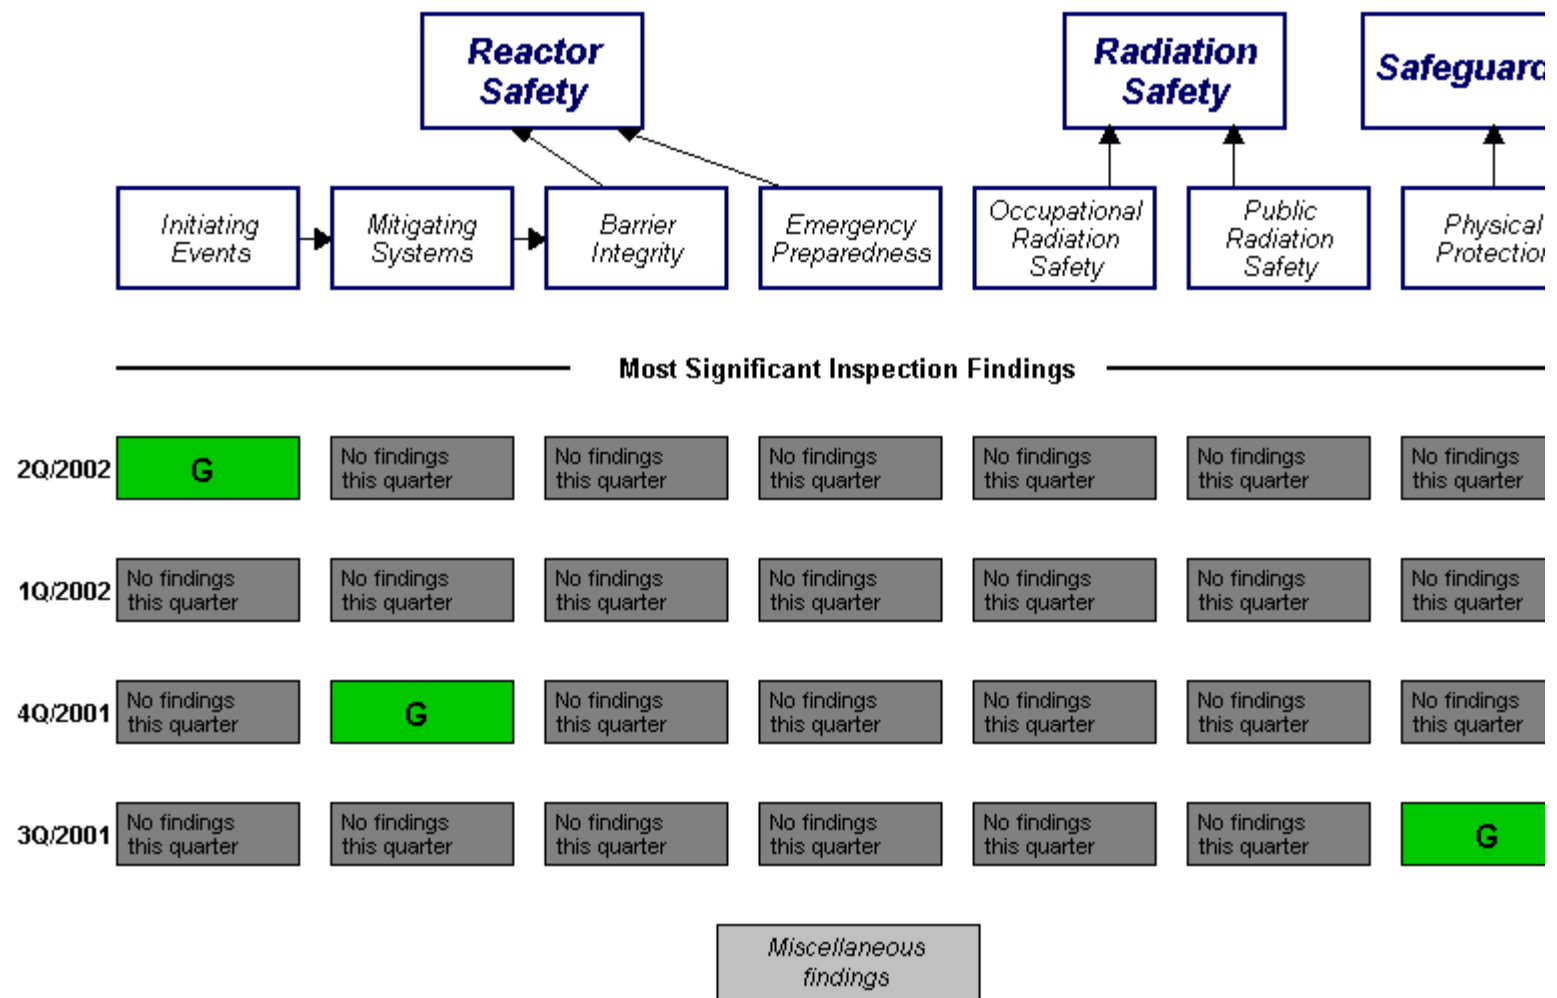 Reactor
Safety
Radiation
Safety
Safeguard
Initiating
Events
Mitigating
Systems
Barrier
Integrity
Emergency
Preparedness
Occupational
Radiation
Safety
Public
Radiation
Safety
Physical
Protection
Most Significant Inspection Findings
2Q/2002
G
No findings
this quarter
No findings
this quarter
No findings
this quarter
No findings
this quarter
No findings
this quarter
No findings
this quarter
1Q/2002
No findings
this quarter
No findings
this quarter
No findings
this quarter
No findings
this quarter
No findings
this quarter
No findings
this quarter
No findings
this quarter
4Q/2001
No findings
this quarter
G
No findings
this quarter
No findings
this quarter
No findings
this quarter
No findings
this quarter
No findings
this quarter
3Q/2001
No findings
this quarter
No findings
this quarter
No findings
this quarter
No findings
this quarter
No findings
this quarter
No findings
this quarter
G
Miscellaneous
findings